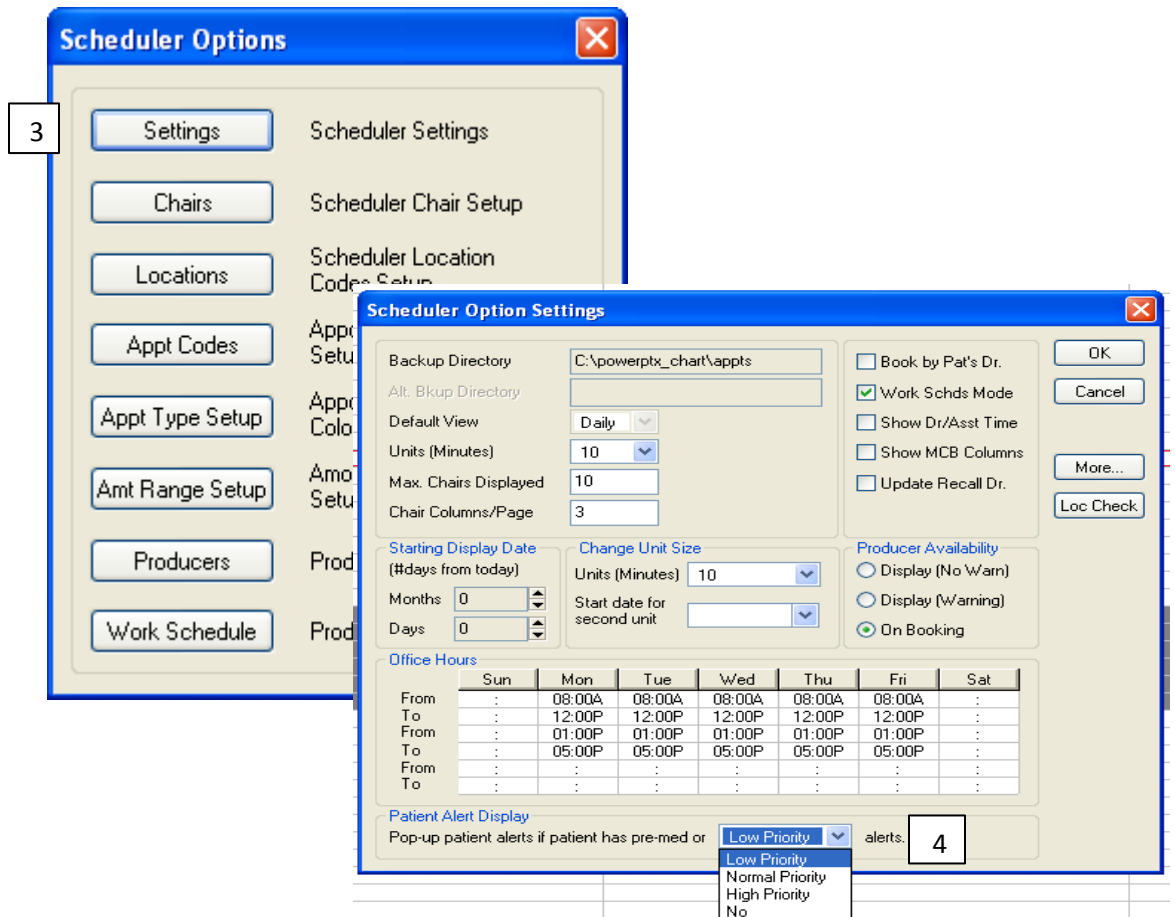 Scheduler Options
3
Settings Scheduler Settings
Chairs Scheduler Chair Setup
Locations Scheduler Location
Codes Setup
Appt Codes
Appt Type Setup
Amt Range Setup
Producers
Work Schedule
Scheduler Option Settings
Backup Directory C:\powerptx_chart\appts
Alt. Bkup Directory
Default View Daily
Units (Minutes) 10
Max. Chairs Displayed 10
Chair Columns/Page 3
Book by Pat's Dr.
Work Schds Mode
Show Dr/Asst Time
Show MCB Columns
Update Recall Dr.
OK
Cancel
More...
Loc Check
Starting Display Date
(#days from today)
Months 0
Days 0
Change Unit Size
Units (Minutes) 10
Start date for
second unit
Producer Availability
Display (No Warn)
Display (Warning)
On Booking
Office Hours
Sun Mon Tue Wed Thu Fri Sat
From : 08:00A 08:00A 08:00A 08:00A 08:00A :
To : 12:00P 12:00P 12:00P 12:00P 12:00P :
From : 01:00P 01:00P 01:00P 01:00P 01:00P :
To : 05:00P 05:00P 05:00P 05:00P 05:00P :
From : : : : : : :
To : : : : : : :
Patient Alert Display
Pop-up patient alerts if patient has pre-med or Low Priority alerts.
4
Low Priority
Normal Priority
High Priority
No